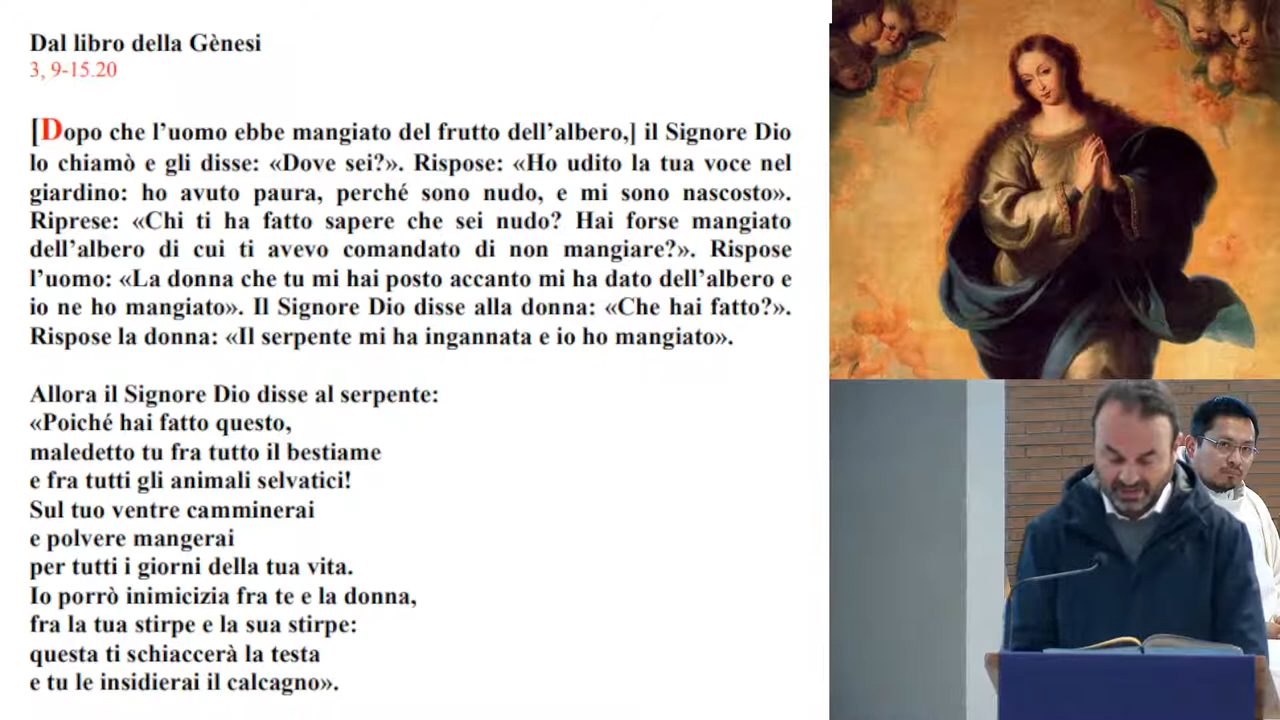 Dal libro della Gènesi
3, 9-15.20
[Dopo che l’uomo ebbe mangiato del frutto dell’albero,] il Signore Dio
lo chiamò e gli disse: «Dove sei?». Rispose: «Ho udito la tua voce nel
giardino: ho avuto paura, perché sono nudo, e mi sono nascosto».
Riprese: «Chi ti ha fatto sapere che sei nudo? Hai forse mangiato
dell’albero di cui ti avevo comandato di non mangiare?». Rispose
l’uomo: «La donna che tu mi hai posto accanto mi ha dato dell’albero e
io ne ho mangiato». Il Signore Dio disse alla donna: «Che hai fatto?».
Rispose la donna: «Il serpente mi ha ingannata e io ho mangiato».
Allora il Signore Dio disse al serpente:
«Poiché hai fatto questo,
maledetto tu fra tutto il bestiame
e fra tutti gli animali selvatici!
Sul tuo ventre camminerai
e polvere mangerai
per tutti i giorni della tua vita.
Io porrò inimicizia fra te e la donna,
fra la tua stirpe e la sua stirpe:
questa ti schiaccerà la testa
e tu le insidierai il calcagno».